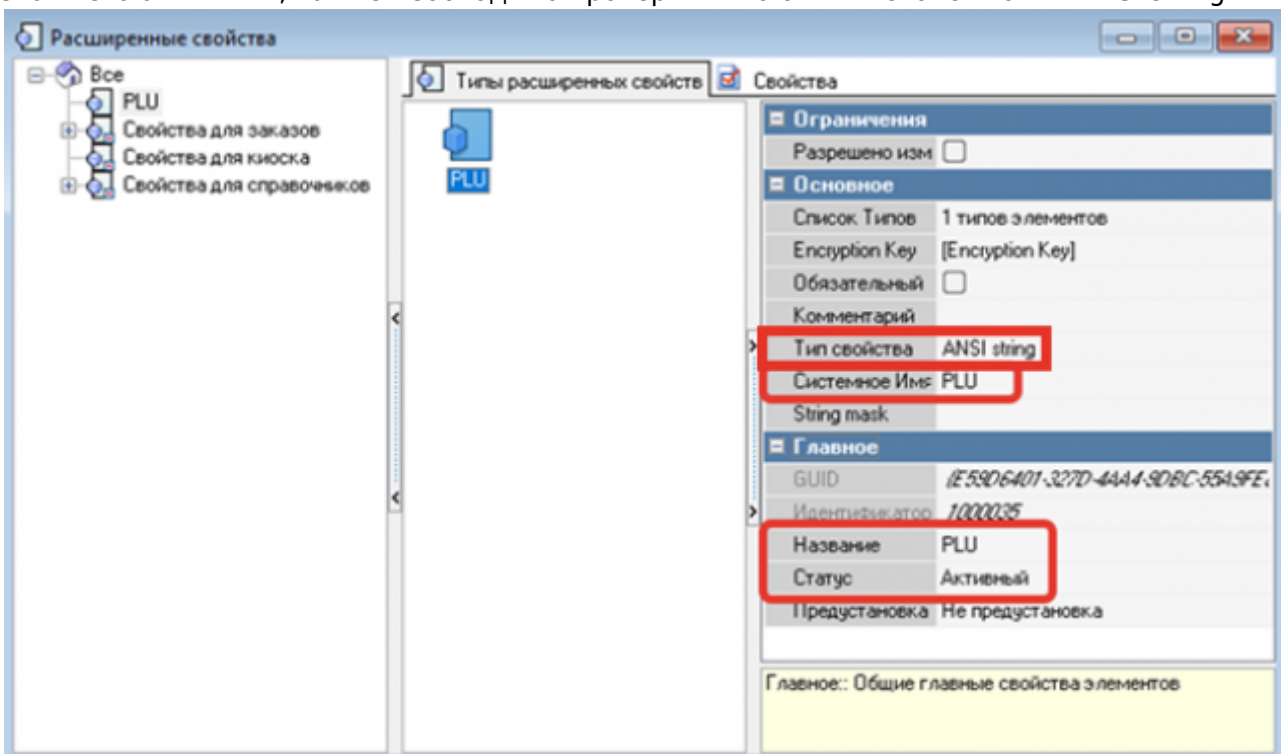 Расширенные свойства
Все
PLU
Свойства для заказов
Свойства для киоска
Свойства для справочников
Типы расширенных свойств
Свойства
PLU
Ограничения
Разрешено изм
Основное
Список Типов 1 типов элементов
Encryption Key [Encryption Key]
Обязательный
Комментарий
Тип свойства ANSI string
Системное Имя PLU
String mask
Главное
GUID
Идентификатор 1000035
Название PLU
Статус Активный
Предустановка Не предустановка
Главное:: Общие главные свойства элементов